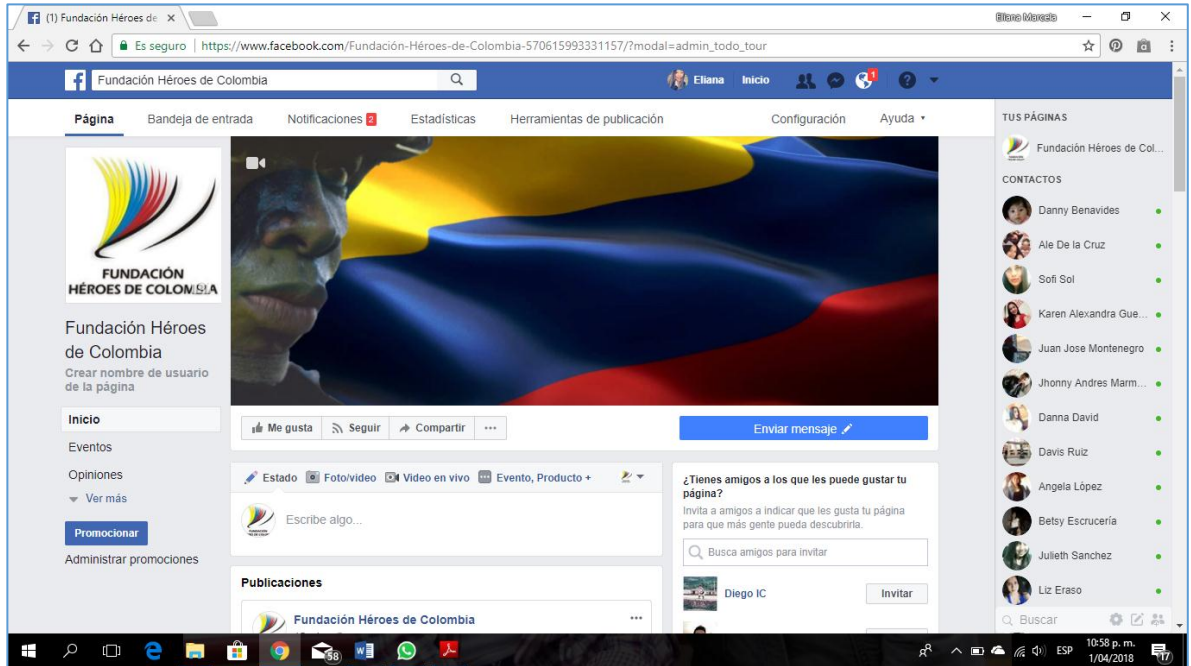 (1) Fundación Héroes de
Eliana Marcela
Es seguro | https://www.facebook.com/Fundación-Héroes-de-Colombia-570615993331157/?modal=admin_todo_tour
Fundación Héroes de Colombia
Eliana Inicio 1
Página Bandeja de entrada Notificaciones 2 Estadísticas Herramientas de publicación Configuración Ayuda
FUNDACIÓN
HÉROES DE COLOMBIA
Fundación Héroes
de Colombia
Crear nombre de usuario
de la página
Inicio
Eventos
Opiniones
Ver más
Promocionar
Administrar promociones
Me gusta Seguir Compartir ...
Enviar mensaje
Estado Foto/video Video en vivo Evento, Producto +
Escribe algo...
Publicaciones
Fundación Héroes de Colombia
¿Tienes amigos a los que les puede gustar tu
página?
Invita a amigos a indicar que les gusta tu página
para que más gente pueda descubrirla.
Busca amigos para invitar
Diego IC Invitar
TUS PÁGINAS
Fundación Héroes de Col...
CONTACTOS
Danny Benavides
Ale De la Cruz
Sofi Sol
Karen Alexandra Gue...
Juan Jose Montenegro
Jhonny Andres Marm...
Danna David
Davis Ruiz
Angela López
Betsy Escrucería
Julieth Sanchez
Liz Eraso
Buscar
58
ESP
10:58 p. m.
1/04/2018
17